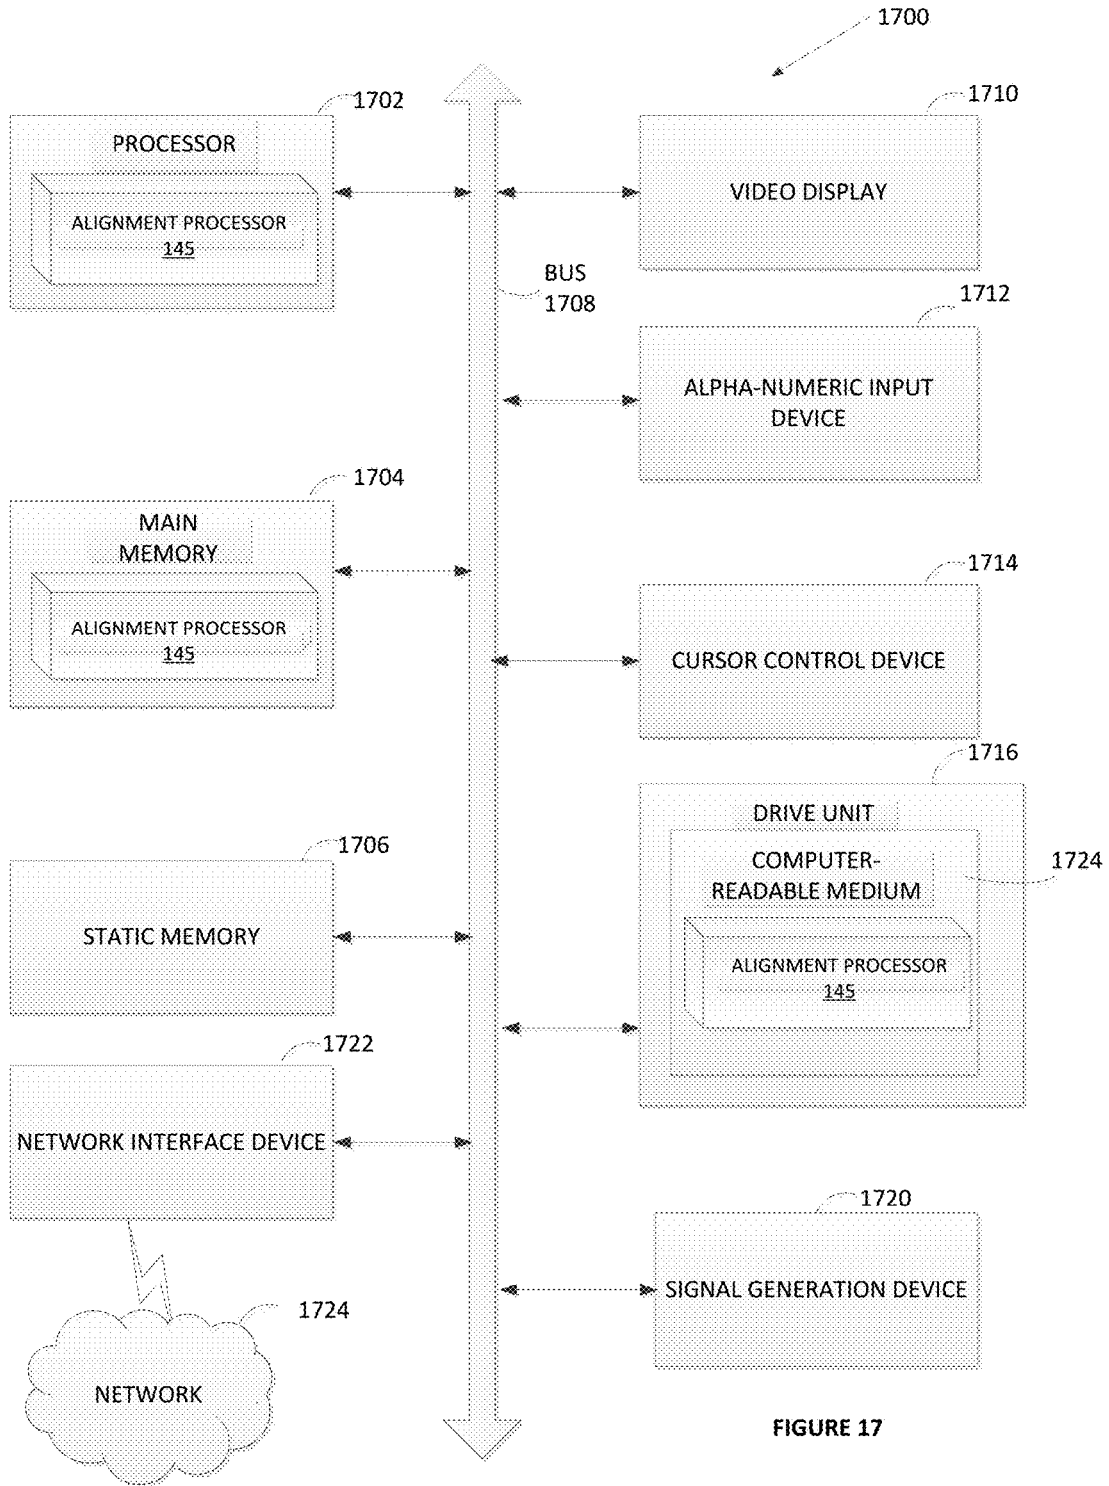 1700
1702
PROCESSOR
ALIGNMENT PROCESSOR
145
1710
VIDEO DISPLAY
BUS
1708
1712
ALPHA-NUMERIC INPUT
DEVICE
1704
MAIN
MEMORY
ALIGNMENT PROCESSOR
145
1714
CURSOR CONTROL DEVICE
1716
DRIVE UNIT
COMPUTER-
READABLE MEDIUM
1724
ALIGNMENT PROCESSOR
145
1706
STATIC MEMORY
1722
NETWORK INTERFACE DEVICE
1720
SIGNAL GENERATION DEVICE
1724
NETWORK
FIGURE 17